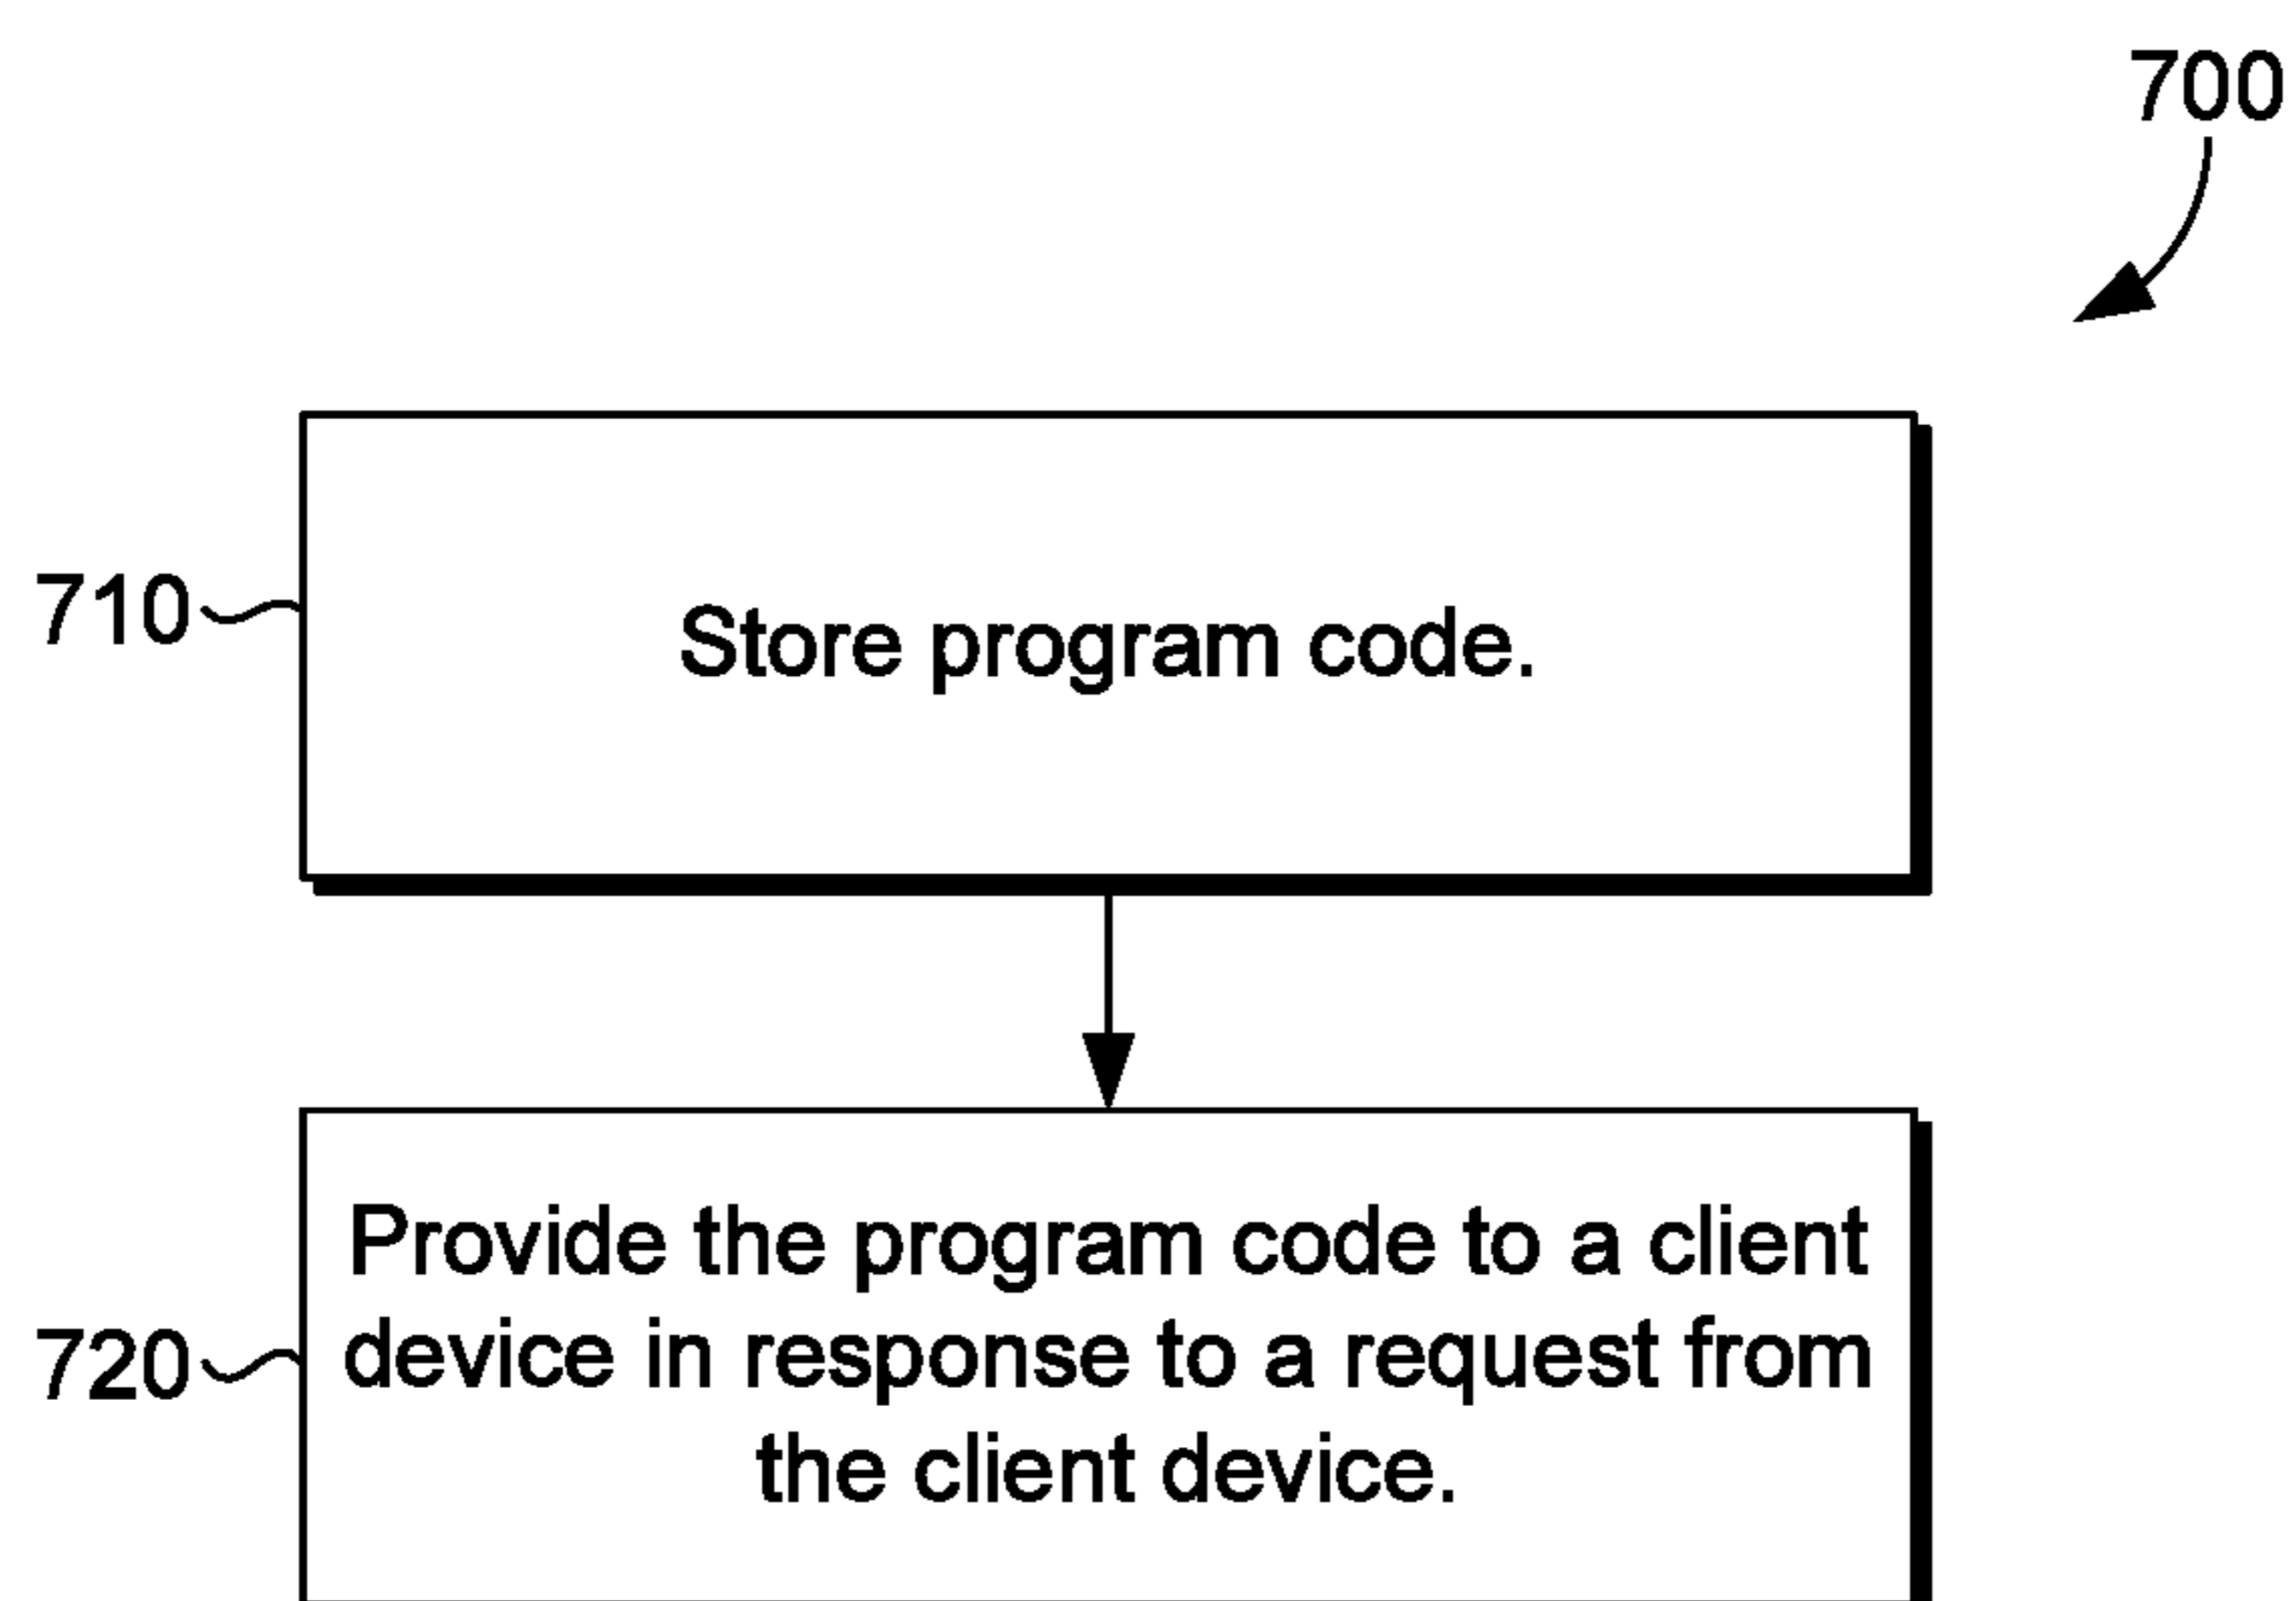 700
710
Store program code.
720
Provide the program code to a client
device in response to a request from
the client device.